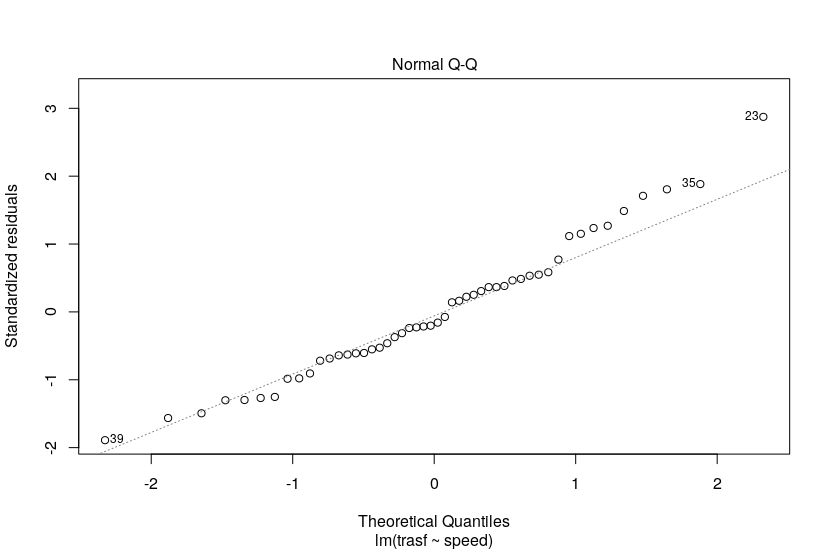 Normal Q-Q
Standardized residuals
3
2
1
0
-1
-2
23
35
39
-2 -1 0 1 2
Theoretical Quantiles
lm(trasf ~ speed)